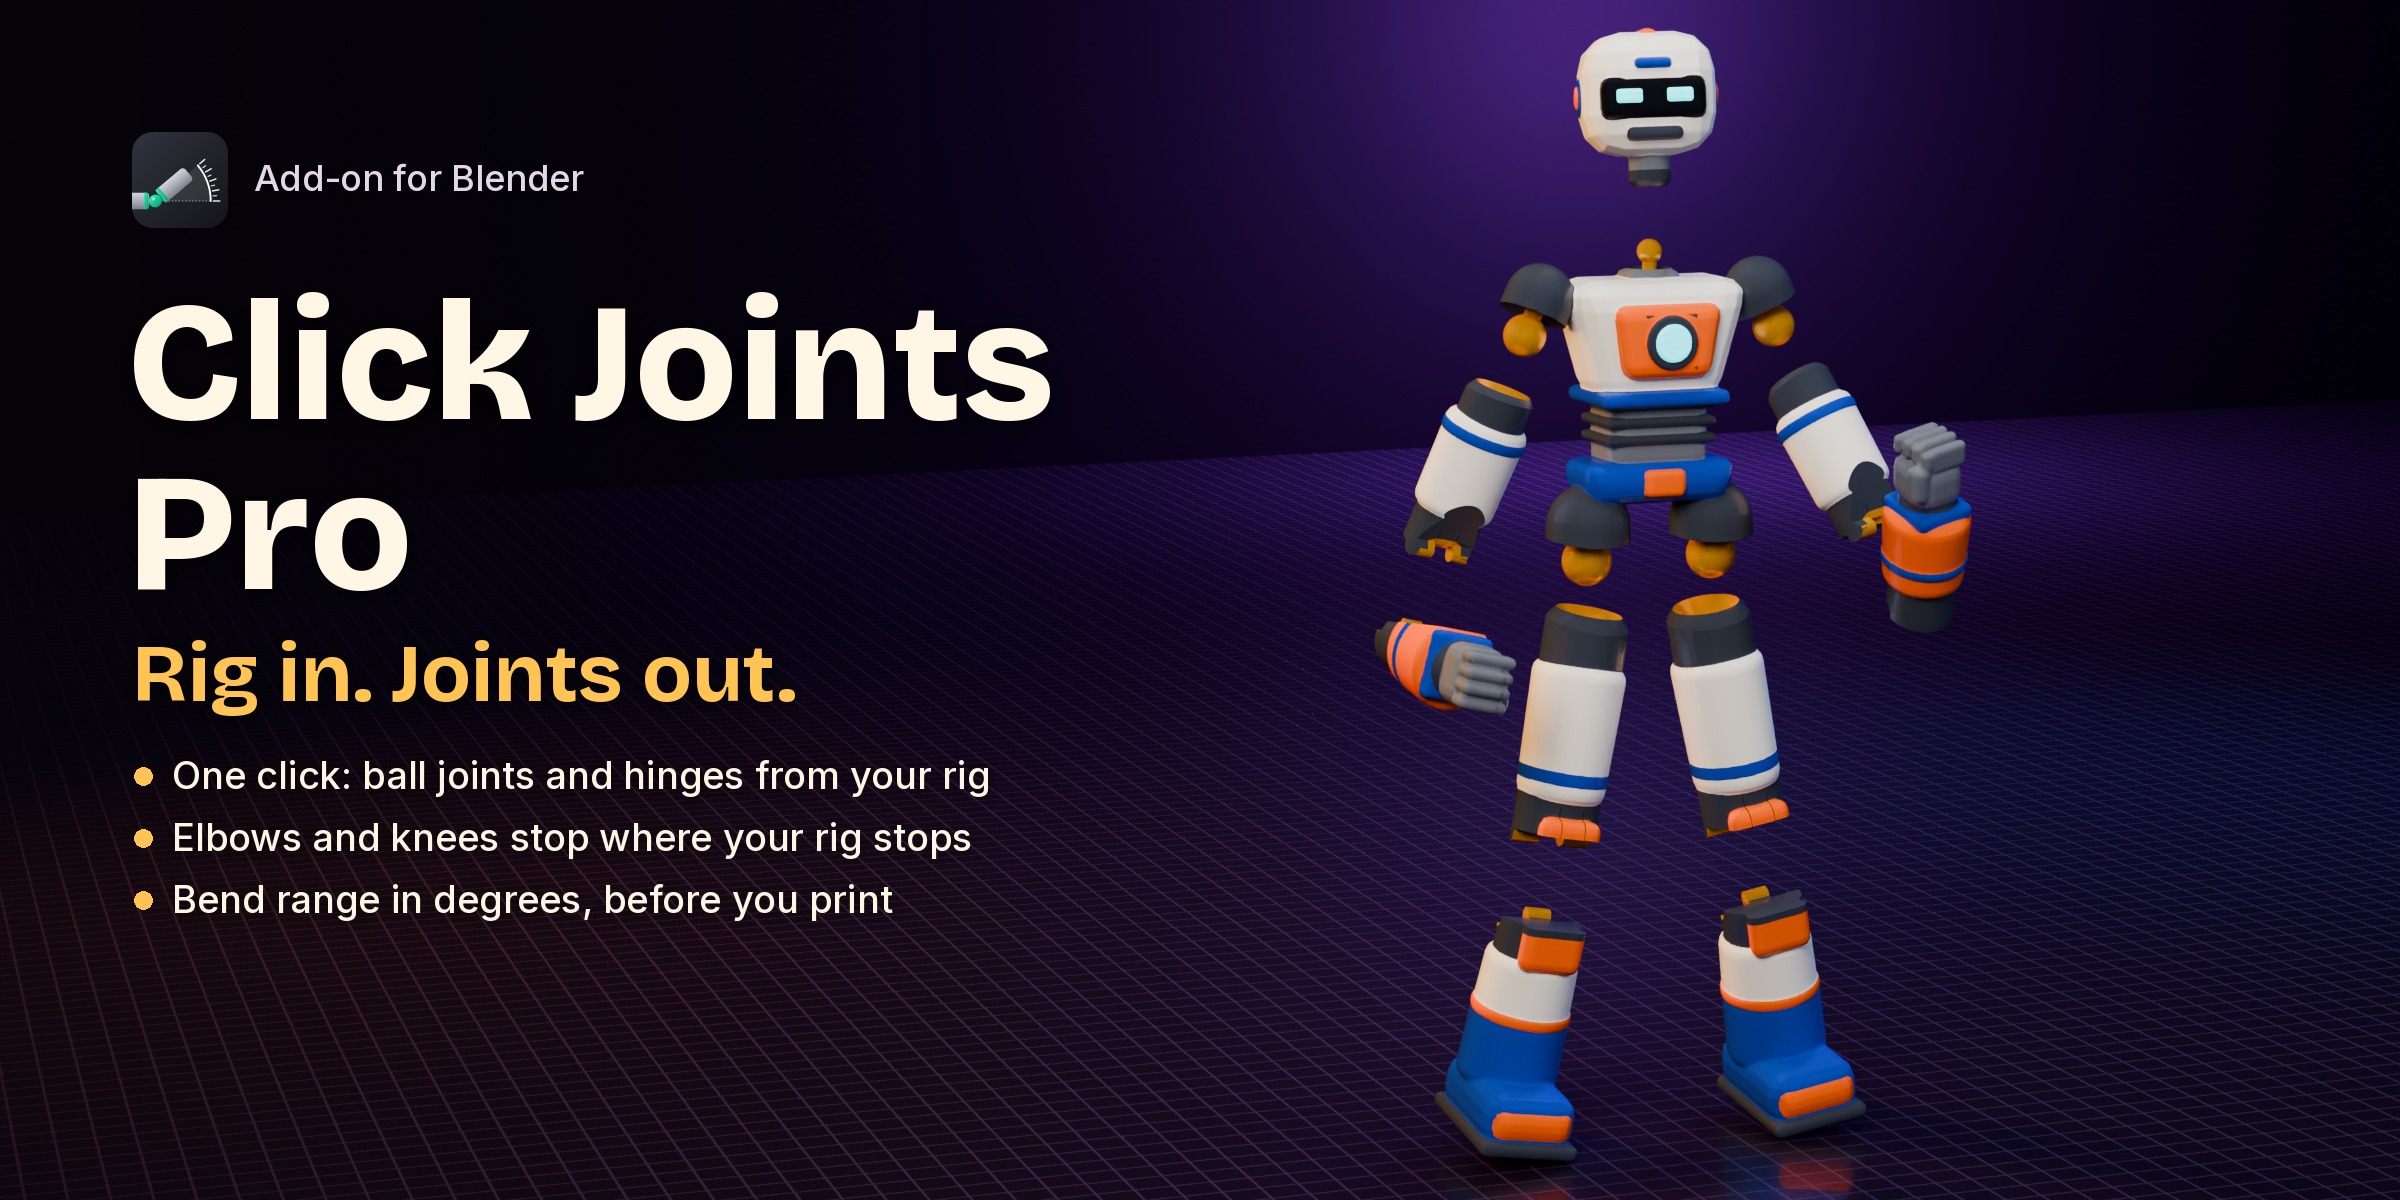 Add-on for Blender
Click Joints
Pro
Rig in. Joints out.
One click: ball joints and hinges from your rig
Elbows and knees stop where your rig stops
Bend range in degrees, before you print